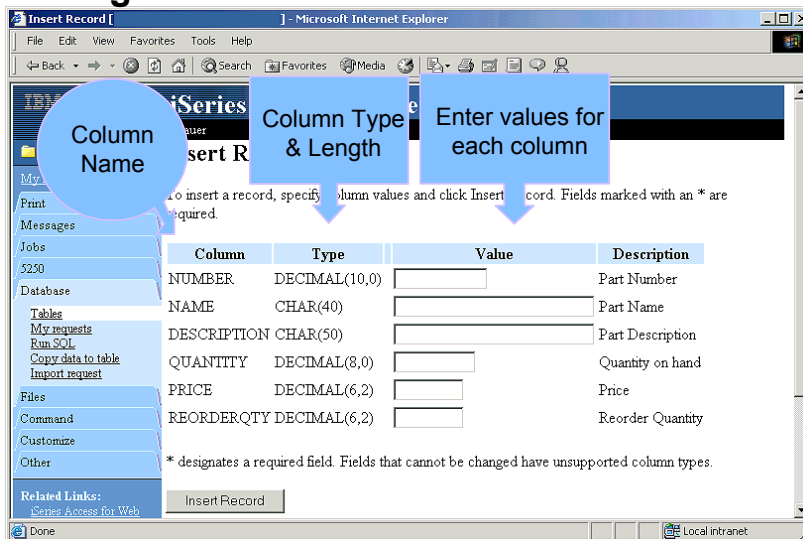 Insert Record [ ] - Microsoft Internet Explorer
File Edit View Favorites Tools Help
Back Search Favorites Media
IBM iSeries
Column Name
Column Type & Length
Enter values for each column
To insert a record, specify column values and click Insert Record. Fields marked with an * are
required.
Print
Messages
Jobs
5250
Database
Tables
My requests
Run SQL
Copy data to table
Import request
Files
Command
Customize
Other
Related Links:
iSeries Access for Web
Column Type Value Description
NUMBER DECIMAL(10,0) Part Number
NAME CHAR(40) Part Name
DESCRIPTION CHAR(50) Part Description
QUANTITY DECIMAL(8,0) Quantity on hand
PRICE DECIMAL(6,2) Price
REORDERQTY DECIMAL(6,2) Reorder Quantity
* designates a required field. Fields that cannot be changed have unsupported column types.
Insert Record
Done Local intranet